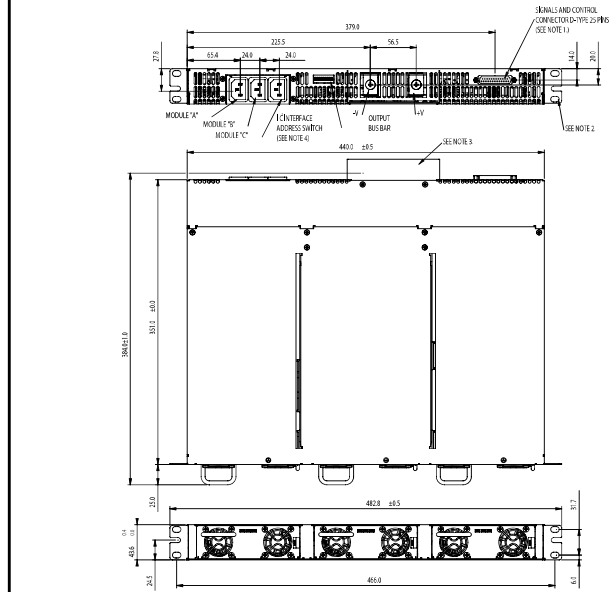 SIGNALS AND CONTROL
CONNECTOR D-TYPE 25 PINS
(SEE NOTE 1.)
379.0
225.5
56.5
65.4
24.0
24.0
27.8
14.0
20.0
MODULE "A"
MODULE "B"
MODULE "C"
I C INTERFACE
ADDRESS SWITCH
(SEE NOTE 4)
-V
OUTPUT
BUS BAR
+V
SEE NOTE 2.
440.0 ±0.5
SEE NOTE 3.
384.0±1.0
351.0 ±0.0
25.0
482.8 ±0.5
31.7
43.6
24.5
466.0
6.0